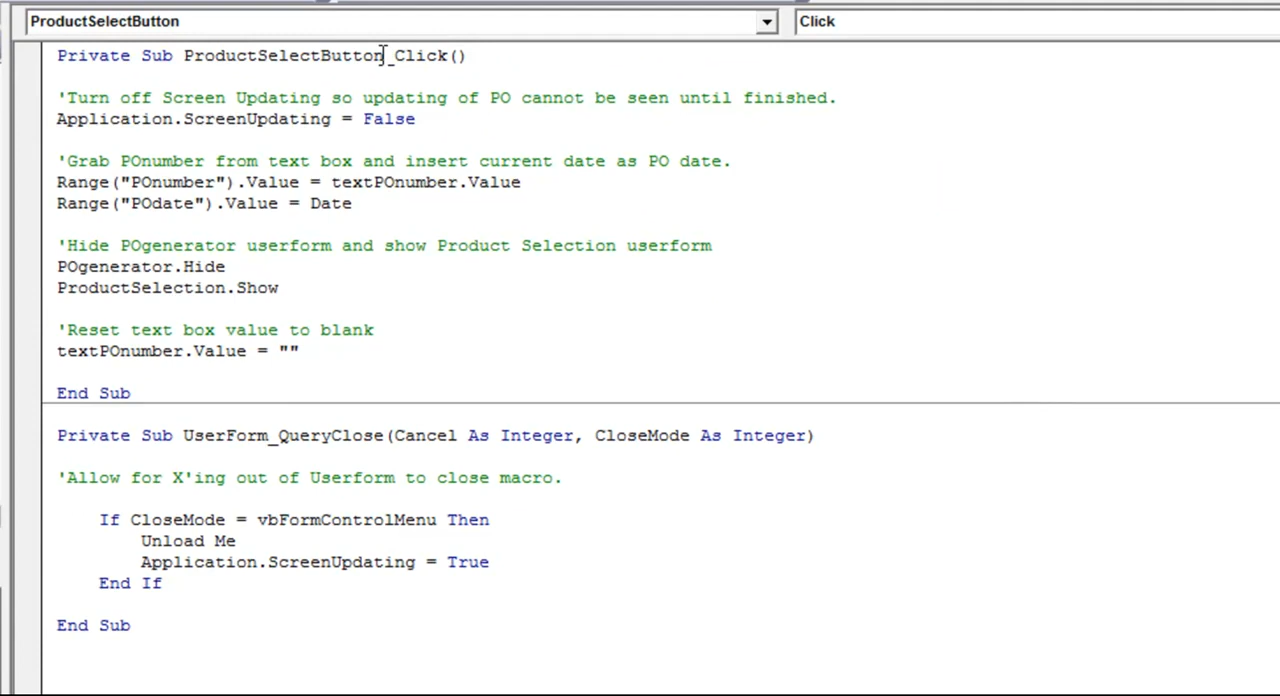 ProductSelectButton Click
Private Sub ProductSelectButton_Click()
'Turn off Screen Updating so updating of PO cannot be seen until finished.
Application.ScreenUpdating = False
'Grab POnumber from text box and insert current date as PO date.
Range("POnumber").Value = textPOnumber.Value
Range("POdate").Value = Date
'Hide POgenerator userform and show Product Selection userform
POgenerator.Hide
ProductSelection.Show
'Reset text box value to blank
textPOnumber.Value = ""
End Sub
Private Sub UserForm_QueryClose(Cancel As Integer, CloseMode As Integer)
'Allow for X'ing out of Userform to close macro.
If CloseMode = vbFormControlMenu Then
Unload Me
Application.ScreenUpdating = True
End If
End Sub